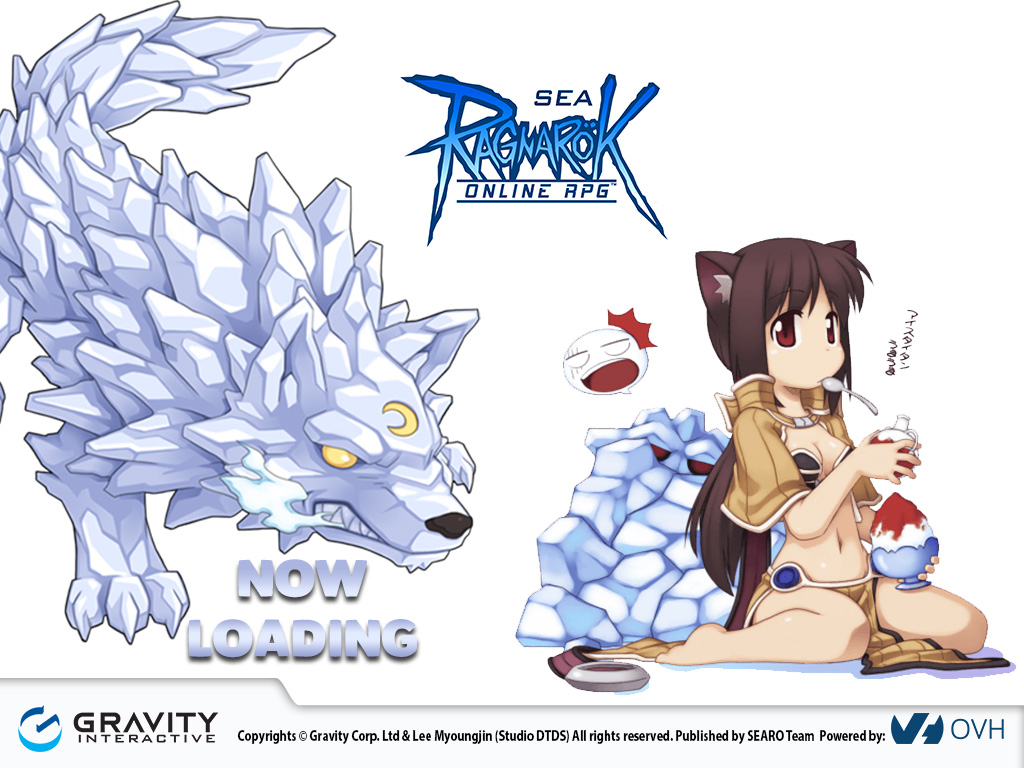 SEA
RAGNARÖK
ONLINE RPG™
NOW
LOADING
GRAVITY
INTERACTIVE
Copyrights © Gravity Corp. Ltd & Lee Myoungjin (Studio DTDS) All rights reserved. Published by SEARO Team Powered by:
OVH